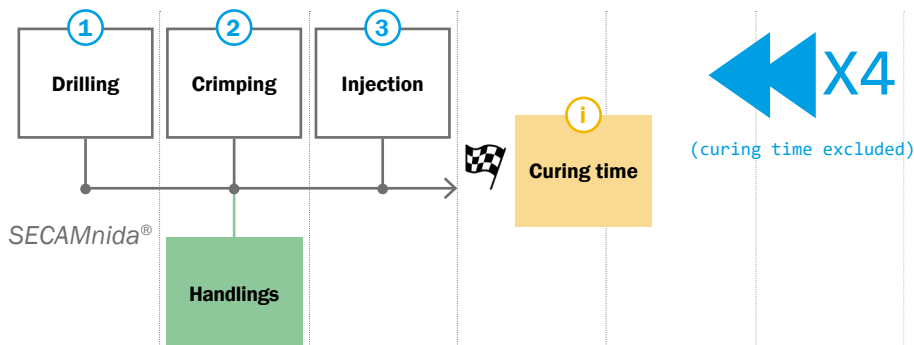 1
2
3
Drilling
Crimping
Injection
X4
i
(curing time excluded)
Curing time
SECAMnida®
Handlings